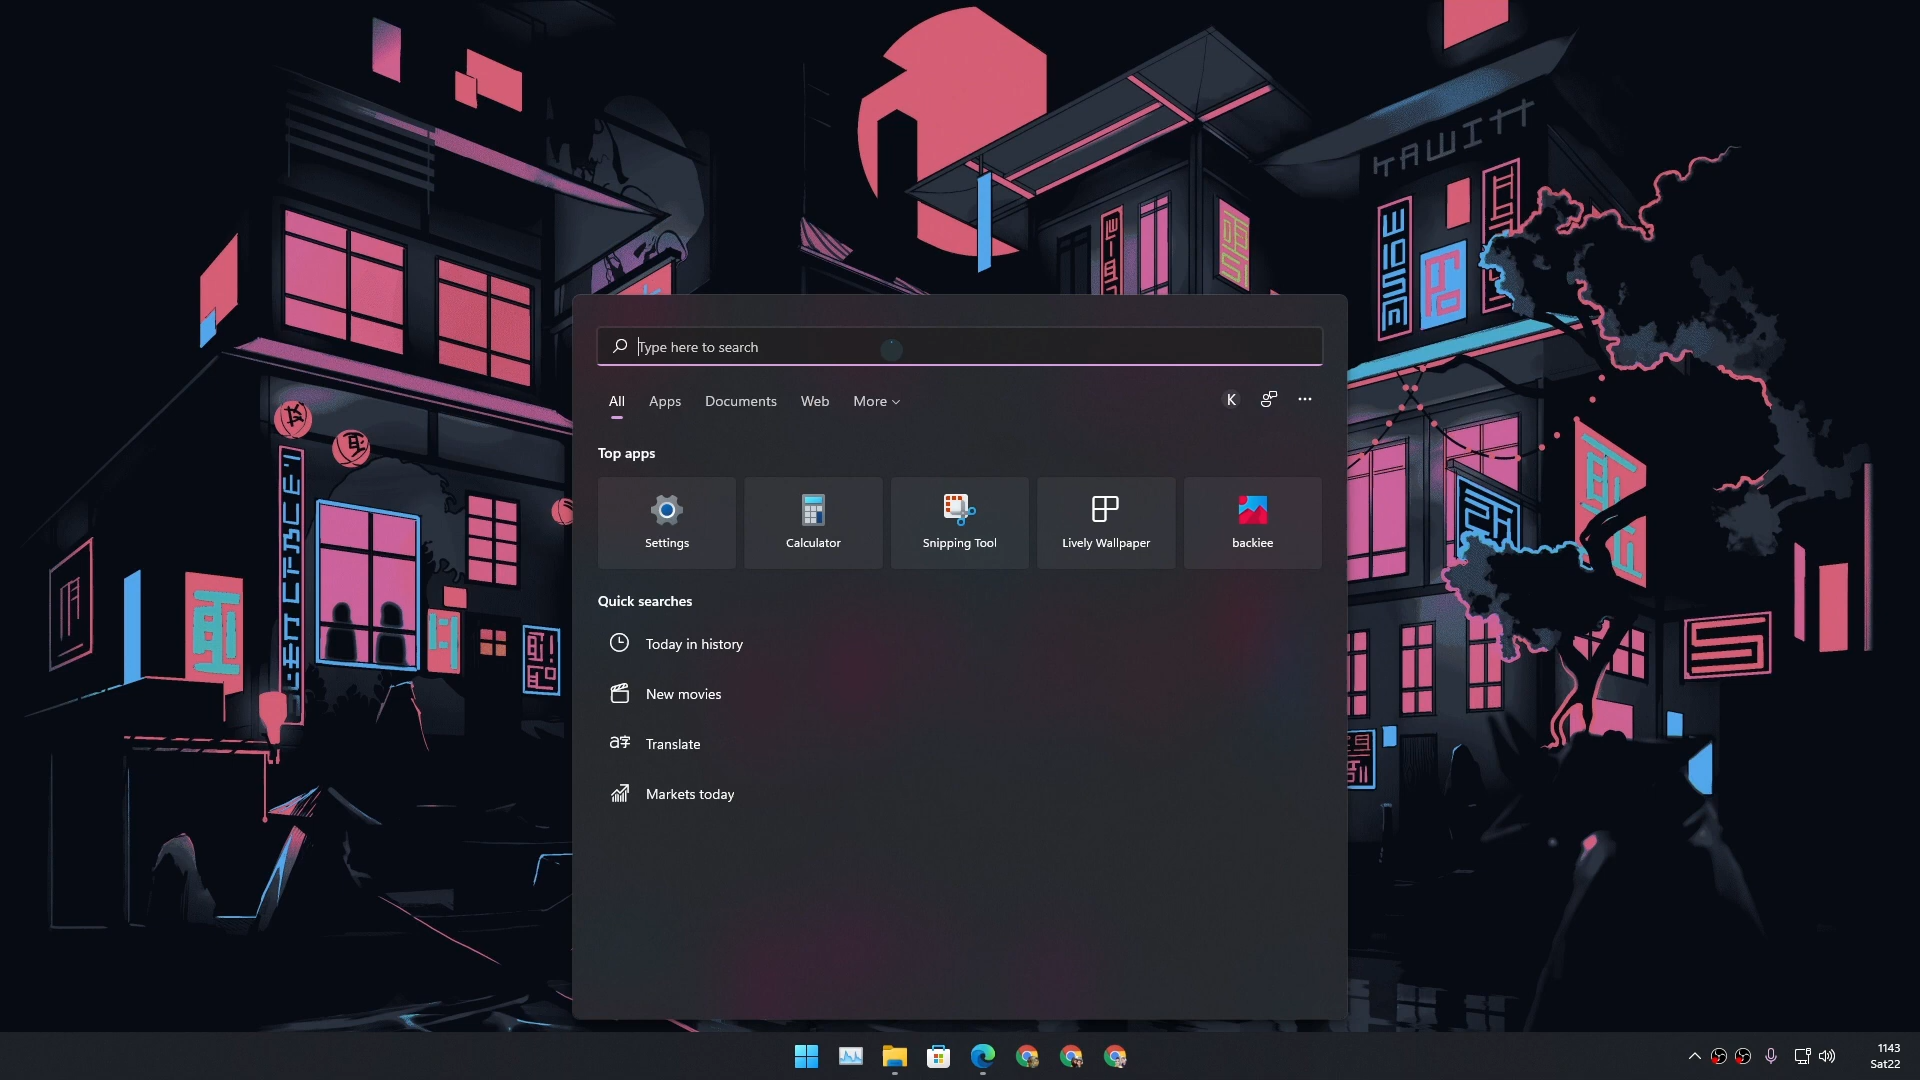 KAWITT
Type here to search
All
Apps
Documents
Web
More
K
Top apps
Settings
Calculator
Snipping Tool
Lively Wallpaper
backiee
Quick searches
Today in history
New movies
Translate
Markets today
1143
Sat22